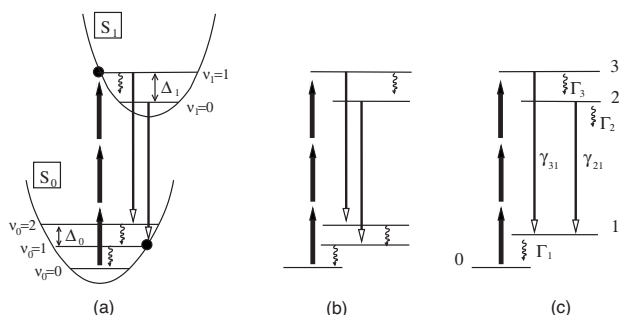 S₁
ν₁=1
Δ₁
ν₁=0
S₀
ν₀=2
Δ₀
ν₀=1
ν₀=0
(a)
(b)
3
Γ₃
2
Γ₂
γ₃₁
γ₂₁
1
Γ₁
0
(c)